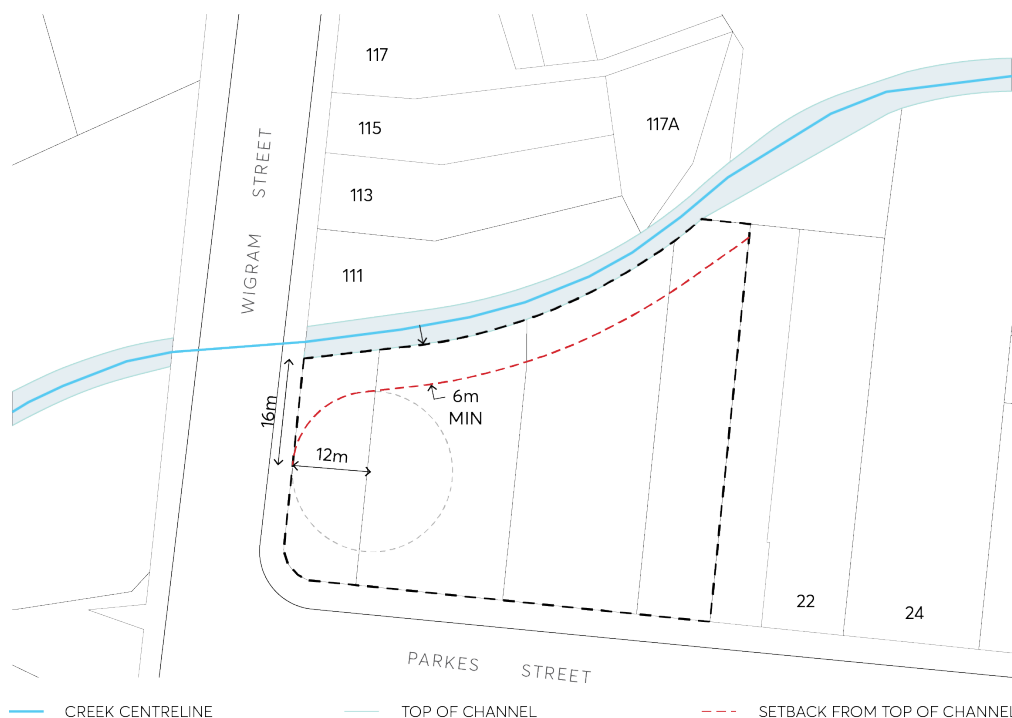 117
115
117A
113
111
WIGRAM STREET
16m
12m
6m
MIN
22
24
PARKES STREET
CREEK CENTRELINE
TOP OF CHANNEL
SETBACK FROM TOP OF CHANNEL